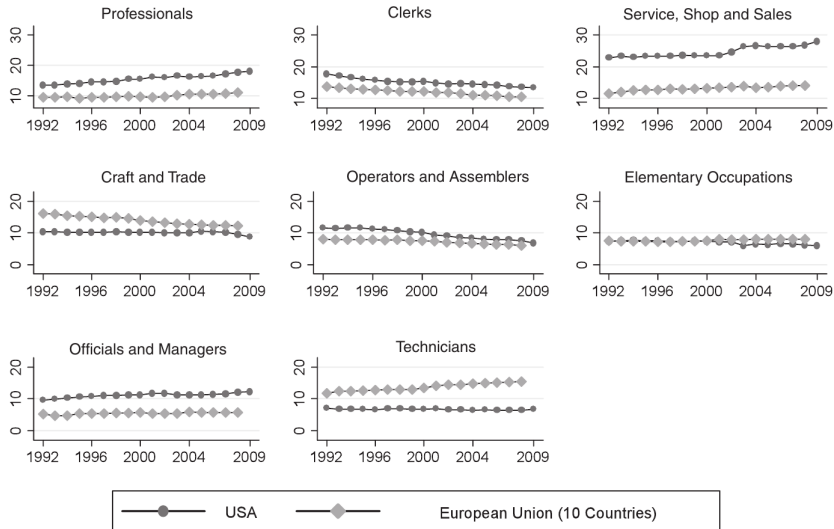 Professionals
Clerks
Service, Shop and Sales
30
20
10
1992 1996 2000 2004 2009
30
20
10
1992 1996 2000 2004 2009
30
20
10
1992 1996 2000 2004 2009
Craft and Trade
Operators and Assemblers
Elementary Occupations
20
10
0
1992 1996 2000 2004 2009
20
10
0
1992 1996 2000 2004 2009
20
10
0
1992 1996 2000 2004 2009
Officials and Managers
Technicians
20
10
0
1992 1996 2000 2004 2009
20
10
0
1992 1996 2000 2004 2009
USA
European Union (10 Countries)